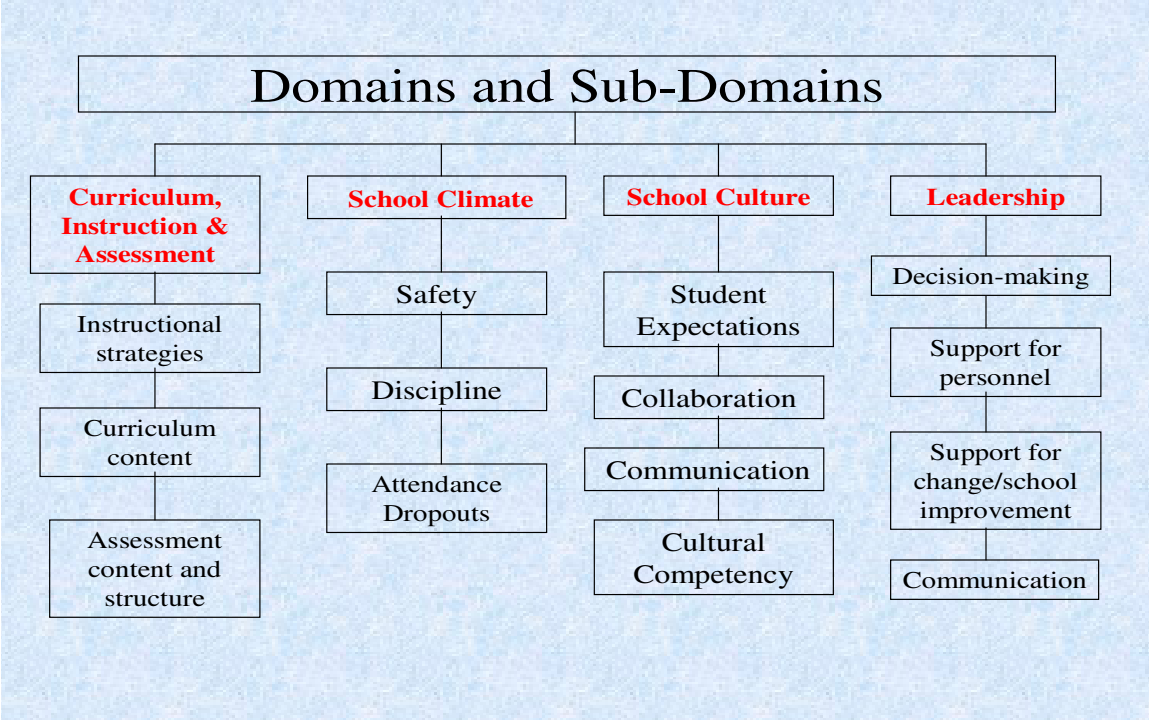 Domains and Sub-Domains
Curriculum,
Instruction &
Assessment
Instructional
strategies
Curriculum
content
Assessment
content and
structure
School Climate
Safety
Discipline
Attendance
Dropouts
School Culture
Student
Expectations
Collaboration
Communication
Cultural
Competency
Leadership
Decision-making
Support for
personnel
Support for
change/school
improvement
Communication